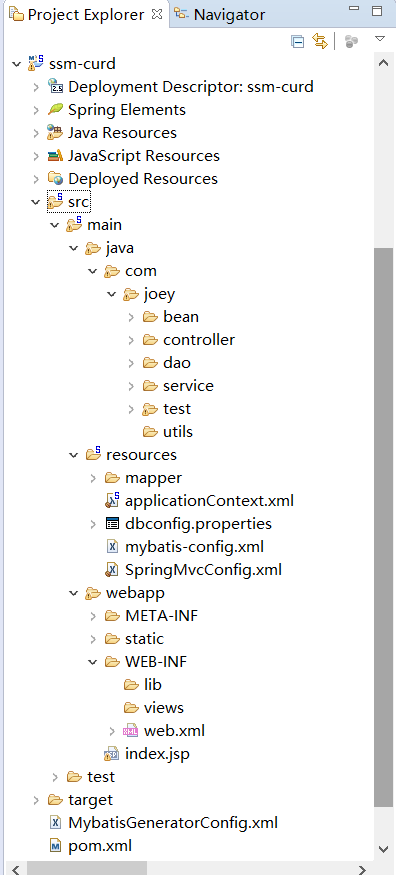 Project Explorer Navigator
ssm-curd
Deployment Descriptor: ssm-curd
Spring Elements
Java Resources
JavaScript Resources
Deployed Resources
src
main
java
com
joey
bean
controller
dao
service
test
utils
resources
mapper
applicationContext.xml
dbconfig.properties
mybatis-config.xml
SpringMvcConfig.xml
webapp
META-INF
static
WEB-INF
lib
views
web.xml
index.jsp
test
target
MybatisGeneratorConfig.xml
pom.xml